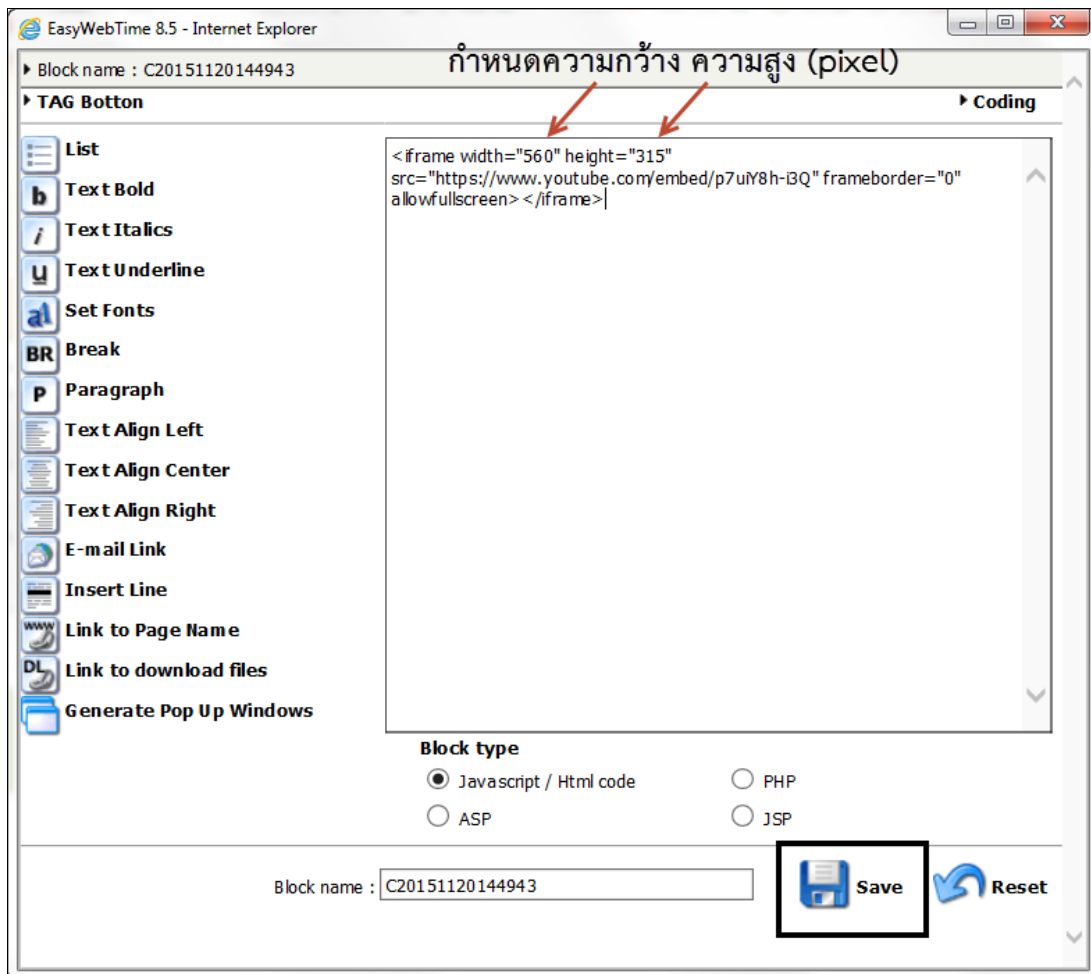 EasyWebTime 8.5 - Internet Explorer
Block name : C20151120144943
กำหนดความกว้าง ความสูง (pixel)
TAG Botton
Coding
List
Text Bold
Text Italics
Text Underline
Set Fonts
BR Break
P Paragraph
Text Align Left
Text Align Center
Text Align Right
E-mail Link
Insert Line
www Link to Page Name
DL Link to download files
Generate Pop Up Windows
<iframe width="560" height="315"
src="https://www.youtube.com/embed/p7uiY8h-i3Q" frameborder="0"
allowfullscreen></iframe>
Block type
Javascript / Html code
PHP
ASP
JSP
Block name : C20151120144943
Save
Reset